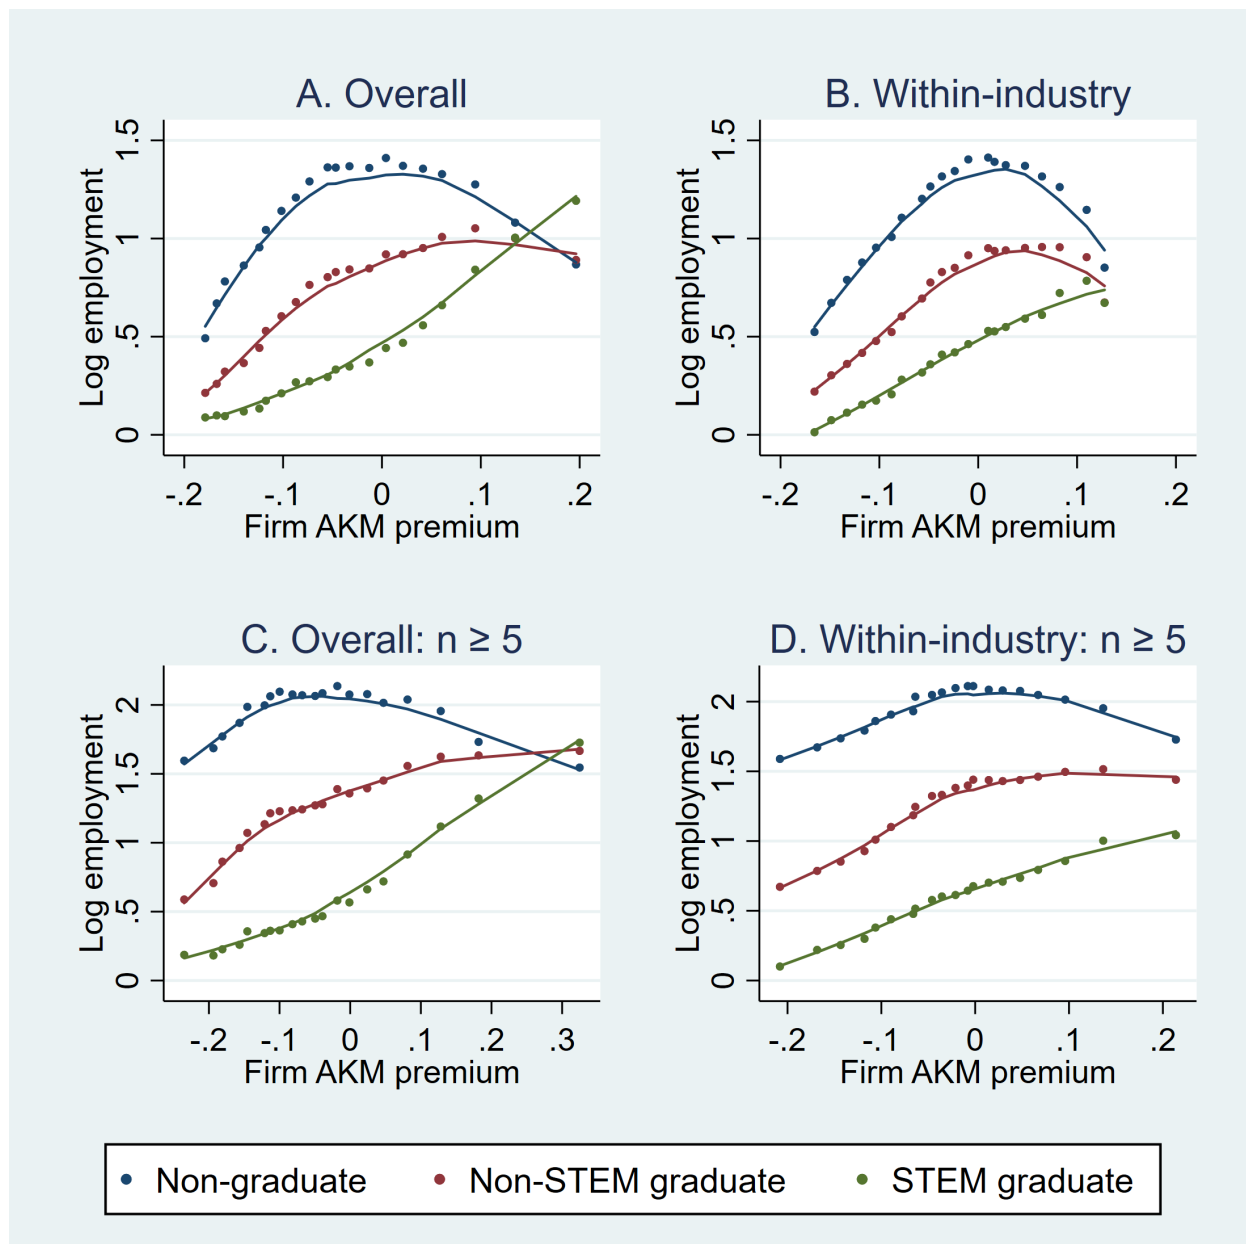 A. Overall
Log employment
1.5
1
.5
0
-.2 -.1 0 .1 .2
Firm AKM premium
B. Within-industry
Log employment
1.5
1
.5
0
-.2 -.1 0 .1 .2
Firm AKM premium
C. Overall: n ≥ 5
Log employment
2
1.5
1
.5
0
-.2 -.1 0 .1 .2 .3
Firm AKM premium
D. Within-industry: n ≥ 5
Log employment
2
1.5
1
.5
0
-.2 -.1 0 .1 .2
Firm AKM premium
Non-graduate Non-STEM graduate STEM graduate